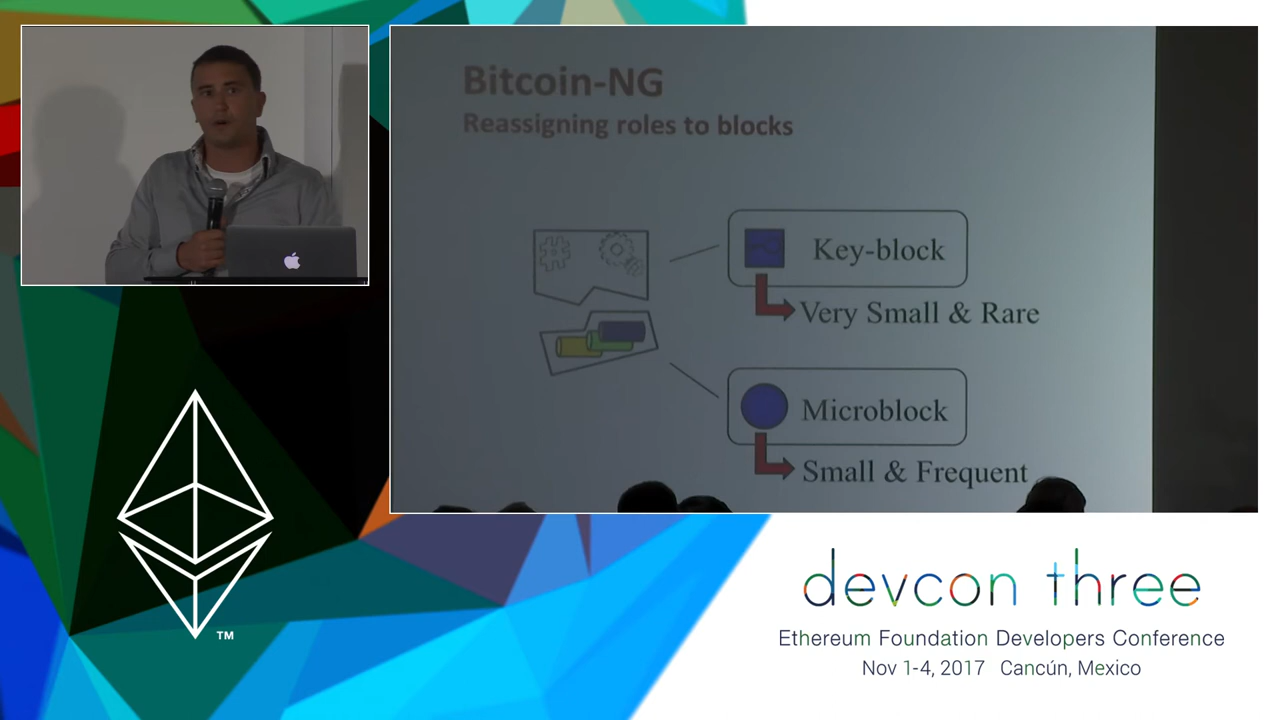 Bitcoin-NG
Reassigning roles to blocks
Key-block
Very Small & Rare
Microblock
Small & Frequent
TM
devcon three
Ethereum Foundation Developers Conference
Nov 1-4, 2017 Cancún, Mexico